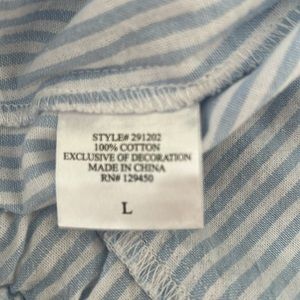 STYLE# 291202
100% COTTON
EXCLUSIVE OF DECORATION
MADE IN CHINA
RN# 129450
L